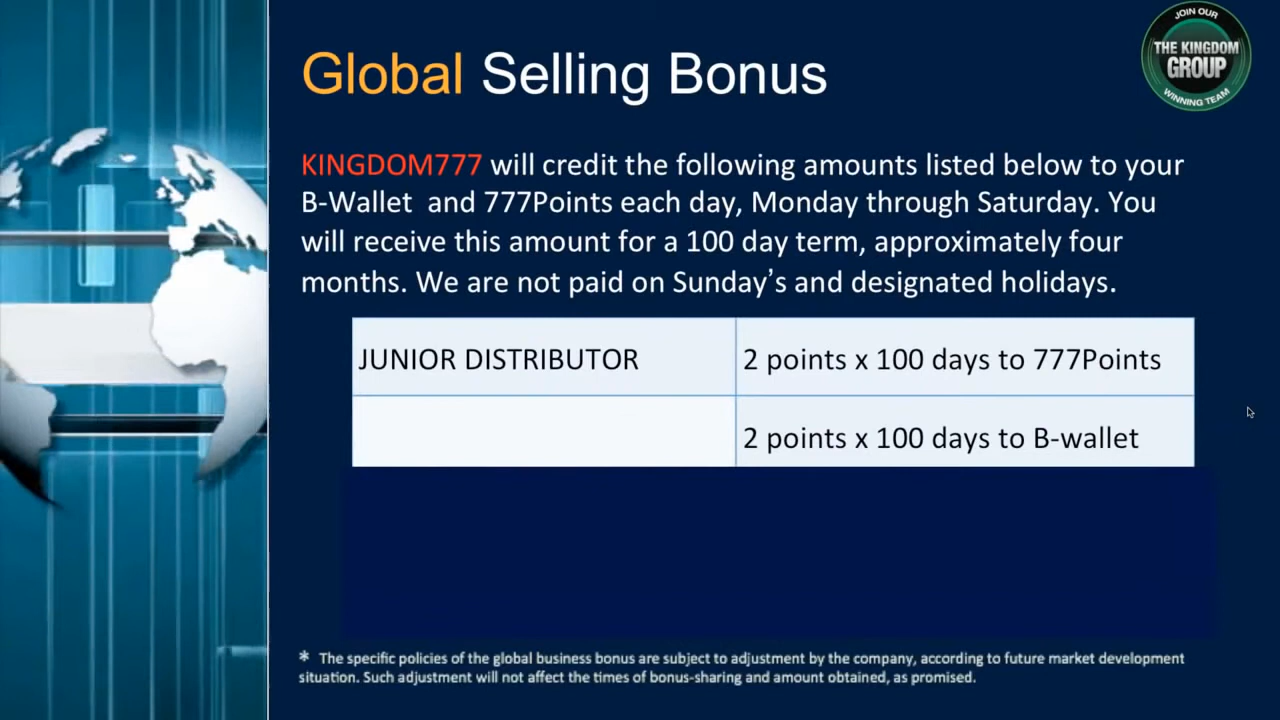 Global Selling Bonus
JOIN OUR
THE KINGDOM
GROUP
WINNING TEAM
KINGDOM777 will credit the following amounts listed below to your
B-Wallet and 777Points each day, Monday through Saturday. You
will receive this amount for a 100 day term, approximately four
months. We are not paid on Sunday's and designated holidays.
JUNIOR DISTRIBUTOR
2 points x 100 days to 777Points
2 points x 100 days to B-wallet
* The specific policies of the global business bonus are subject to adjustment by the company, according to future market development
situation. Such adjustment will not affect the times of bonus-sharing and amount obtained, as promised.